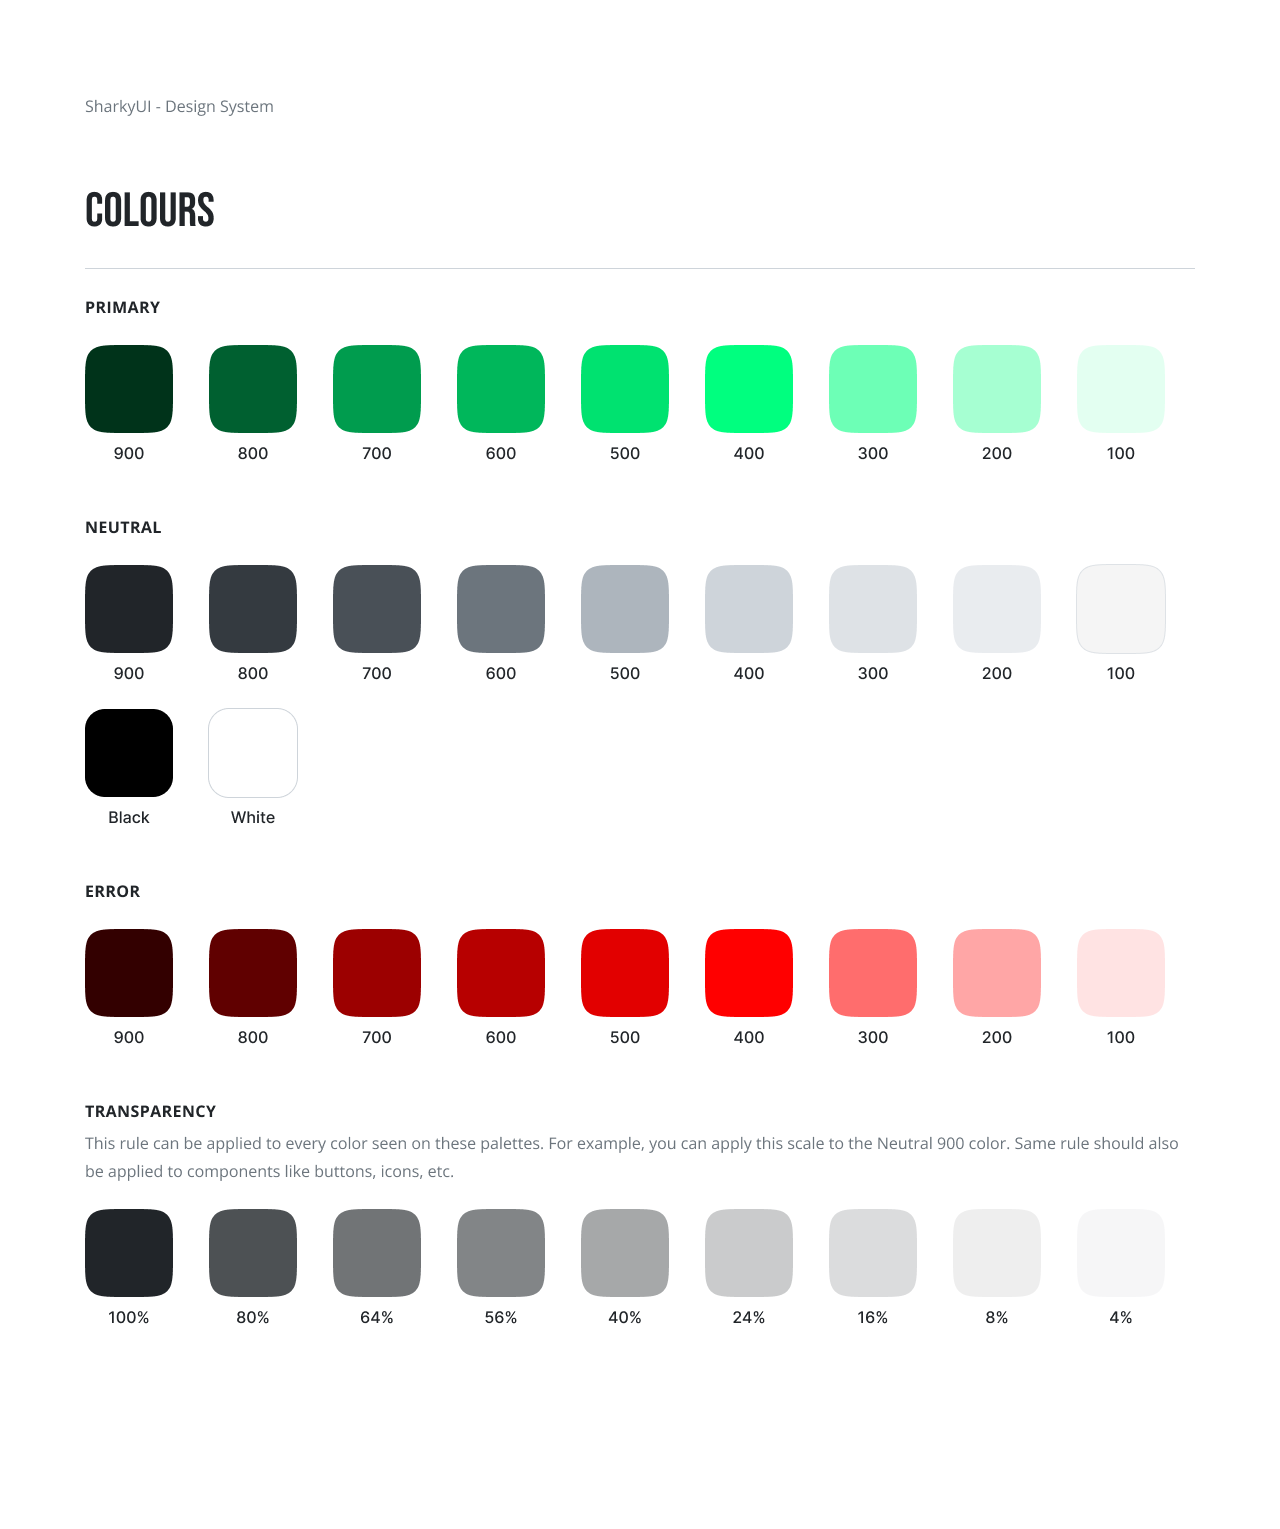 SharkyUI - Design System
COLOURS
PRIMARY
900 800 700 600 500 400 300 200 100
NEUTRAL
900 800 700 600 500 400 300 200 100
Black White
ERROR
900 800 700 600 500 400 300 200 100
TRANSPARENCY
This rule can be applied to every color seen on these palettes. For example, you can apply this scale to the Neutral 900 color. Same rule should also
be applied to components like buttons, icons, etc.
100% 80% 64% 56% 40% 24% 16% 8% 4%